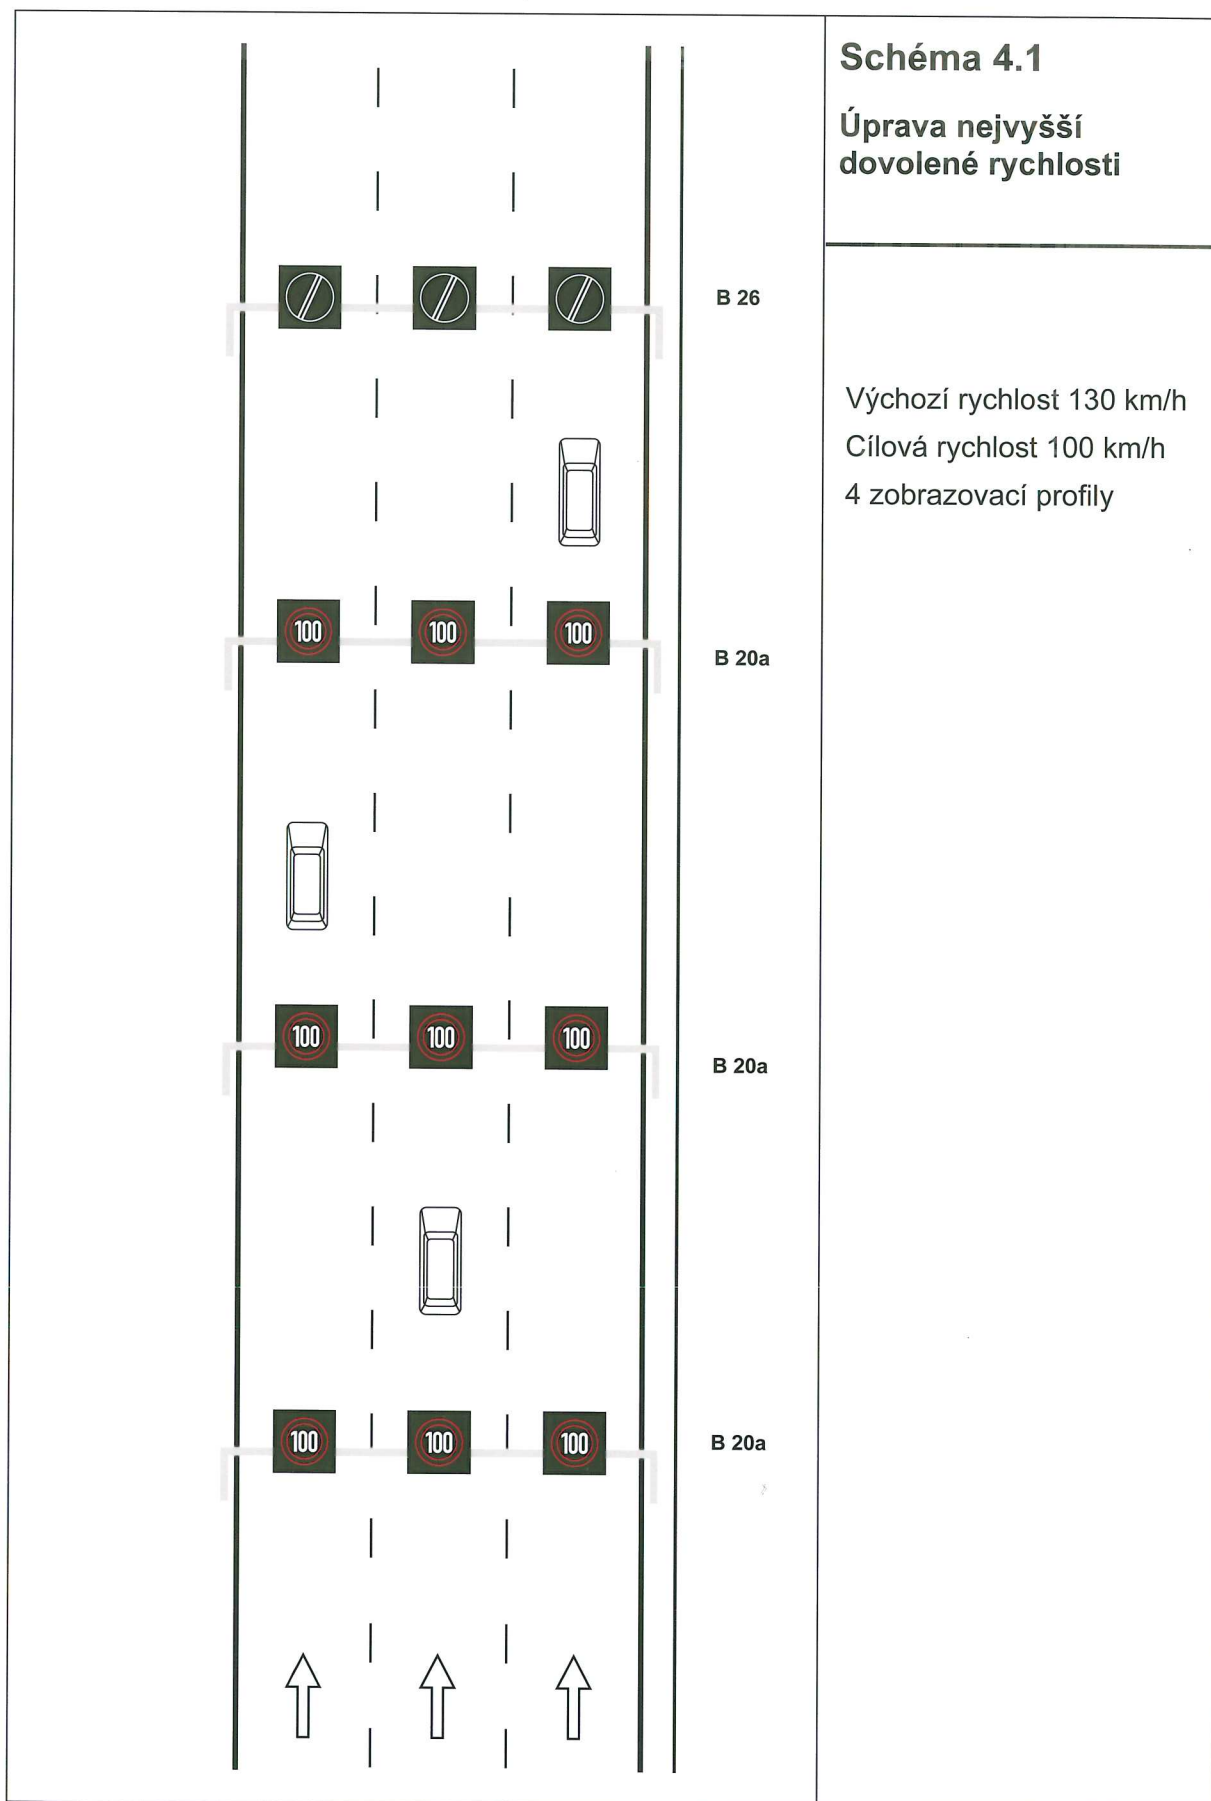 Schéma 4.1
Úprava nejvyšší
dovolené rychlosti
B 26
Výchozí rychlost 130 km/h
Cílová rychlost 100 km/h
4 zobrazovací profily
100 100 100
B 20a
100 100 100
B 20a
100 100 100
B 20a